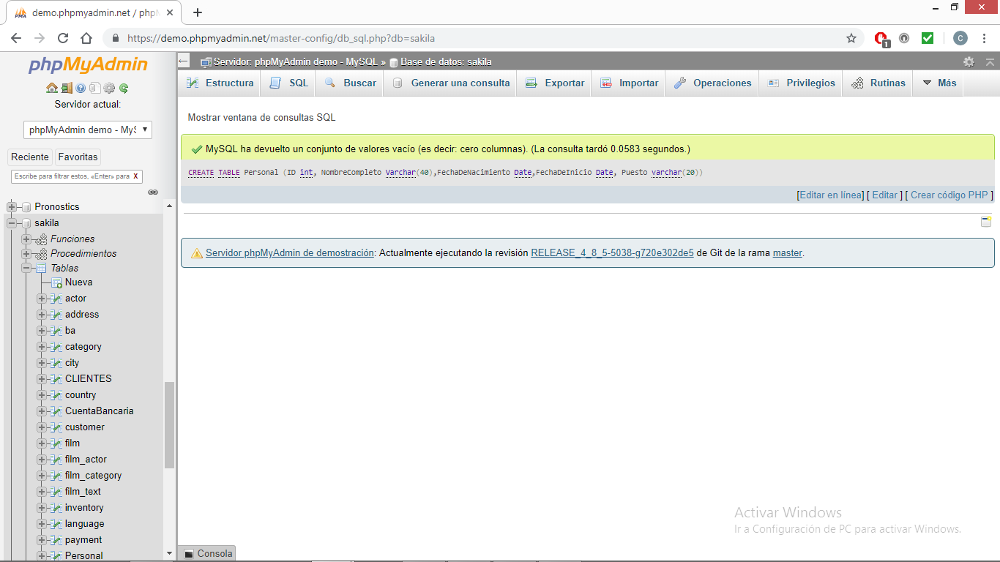 demo.phpmyadmin.net / phpM
https://demo.phpmyadmin.net/master-config/db_sql.php?db=sakila
1
C
phpMyAdmin
Servidor actual:
phpMyAdmin demo - MyS
Reciente Favoritas
Escribe para filtrar estos, «Enter» para X
Pronostics
sakila
Funciones
Procedimientos
Tablas
Nueva
actor
address
ba
category
city
CLIENTES
country
CuentaBancaria
customer
film
film_actor
film_category
film_text
inventory
language
payment
Personal
Servidor: phpMyAdmin demo - MySQL » Base de datos: sakila
Estructura SQL Buscar Generar una consulta Exportar Importar Operaciones Privilegios Rutinas Más
Mostrar ventana de consultas SQL
MySQL ha devuelto un conjunto de valores vacío (es decir: cero columnas). (La consulta tardó 0.0583 segundos.)
CREATE TABLE Personal (ID int, NombreCompleto Varchar(40),FechaDeNacimiento Date,FechaDeInicio Date, Puesto varchar(20))
[Editar en línea] [ Editar ] [ Crear código PHP ]
Servidor phpMyAdmin de demostración: Actualmente ejecutando la revisión RELEASE_4_8_5-5038-g720e302de5 de Git de la rama master.
Activar Windows
Ir a Configuración de PC para activar Windows.
Consola